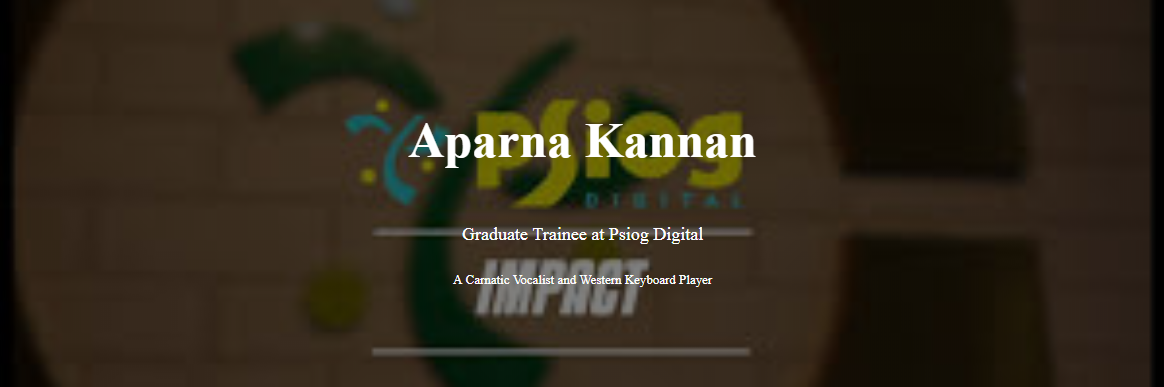 psiog
Aparna Kannan
DIGITAL
Graduate Trainee at Psiog Digital
IMPACT
A Carnatic Vocalist and Western Keyboard Player